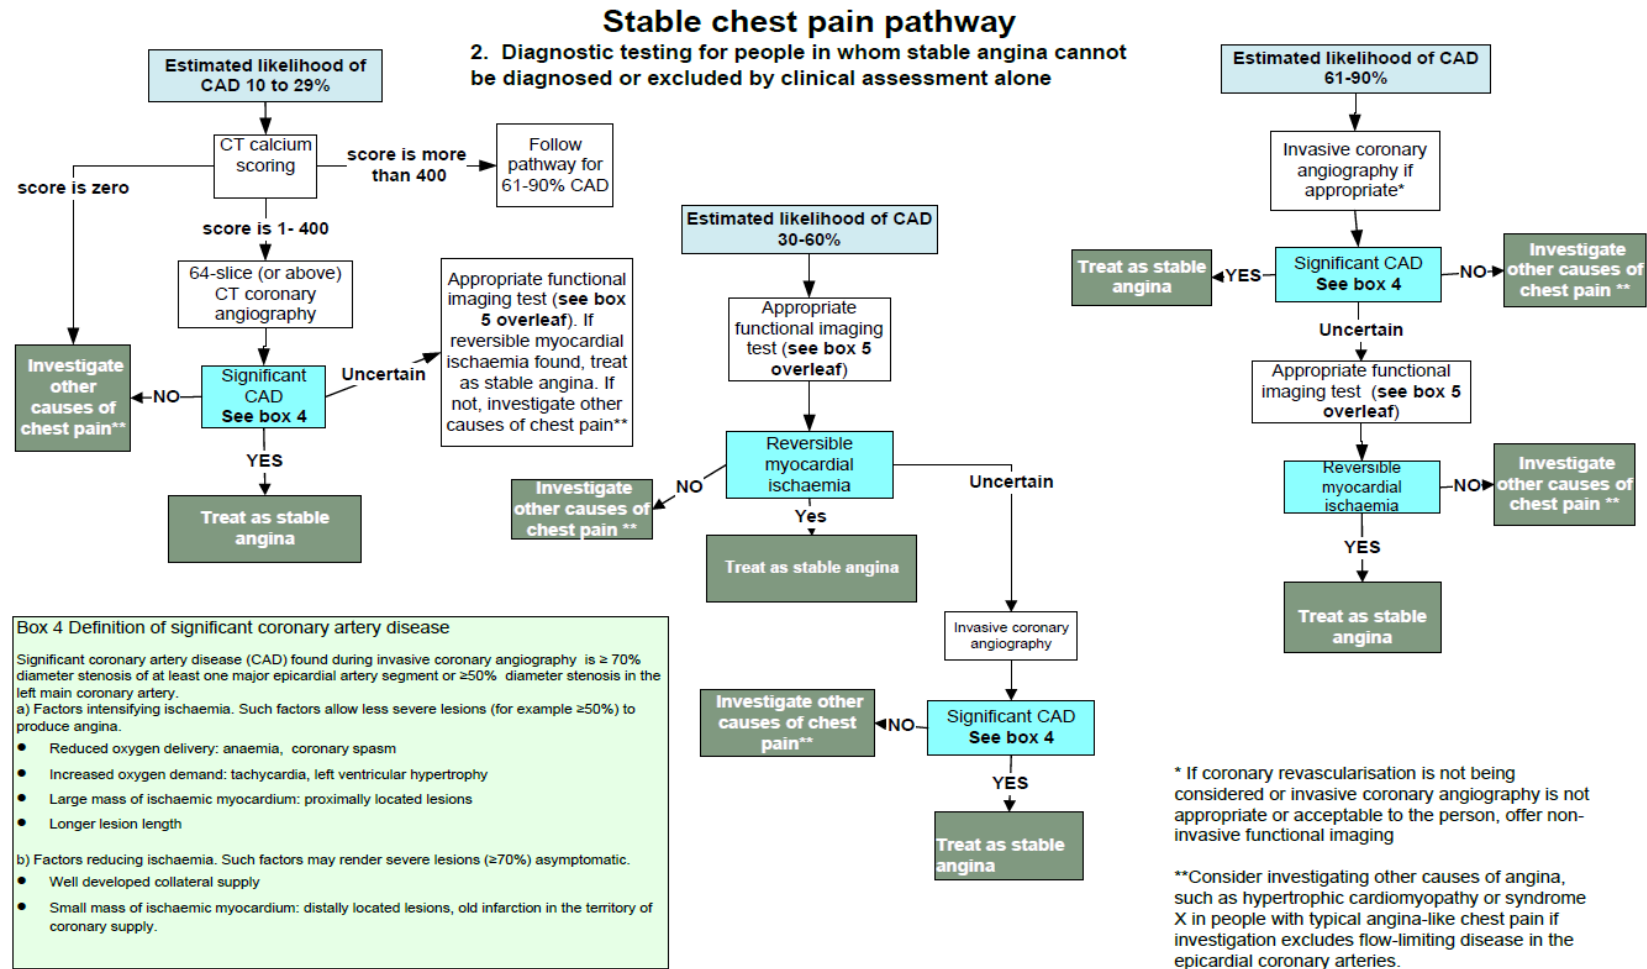 Stable chest pain pathway
2. Diagnostic testing for people in whom stable angina cannot
be diagnosed or excluded by clinical assessment alone
Estimated likelihood of
CAD 10 to 29%
CT calcium
scoring
score is zero
score is more
than 400
Follow
pathway for
61-90% CAD
score is 1- 400
64-slice (or above)
CT coronary
angiography
Investigate
other
causes of
chest pain**
NO
Significant
CAD
See box 4
Uncertain
Appropriate functional
imaging test (see box
5 overleaf). If
reversible myocardial
ischaemia found, treat
as stable angina. If
not, investigate other
causes of chest pain**
YES
Treat as stable
angina
Estimated likelihood of CAD
30-60%
Appropriate
functional imaging
test (see box 5
overleaf)
Reversible
myocardial
ischaemia
NO
Investigate
other causes of
chest pain **
Yes
Treat as stable angina
Uncertain
Invasive coronary
angiography
Significant CAD
See box 4
NO
Investigate other
causes of chest
pain**
YES
Treat as stable
angina
Estimated likelihood of CAD
61-90%
Invasive coronary
angiography if
appropriate*
Significant CAD
See box 4
YES
Treat as stable
angina
NO
Investigate
other causes of
chest pain **
Uncertain
Appropriate functional
imaging test (see box 5
overleaf)
Reversible
myocardial
ischaemia
NO
Investigate
other causes of
chest pain **
YES
Treat as stable
angina
Box 4 Definition of significant coronary artery disease
Significant coronary artery disease (CAD) found during invasive coronary angiography is ≥ 70%
diameter stenosis of at least one major epicardial artery segment or ≥50% diameter stenosis in the
left main coronary artery.
a) Factors intensifying ischaemia. Such factors allow less severe lesions (for example ≥50%) to
produce angina.
● Reduced oxygen delivery: anaemia, coronary spasm
● Increased oxygen demand: tachycardia, left ventricular hypertrophy
● Large mass of ischaemic myocardium: proximally located lesions
● Longer lesion length
b) Factors reducing ischaemia. Such factors may render severe lesions (≥70%) asymptomatic.
● Well developed collateral supply
● Small mass of ischaemic myocardium: distally located lesions, old infarction in the territory of
coronary supply.
* If coronary revascularisation is not being
considered or invasive coronary angiography is not
appropriate or acceptable to the person, offer non-
invasive functional imaging
**Consider investigating other causes of angina,
such as hypertrophic cardiomyopathy or syndrome
X in people with typical angina-like chest pain if
investigation excludes flow-limiting disease in the
epicardial coronary arteries.